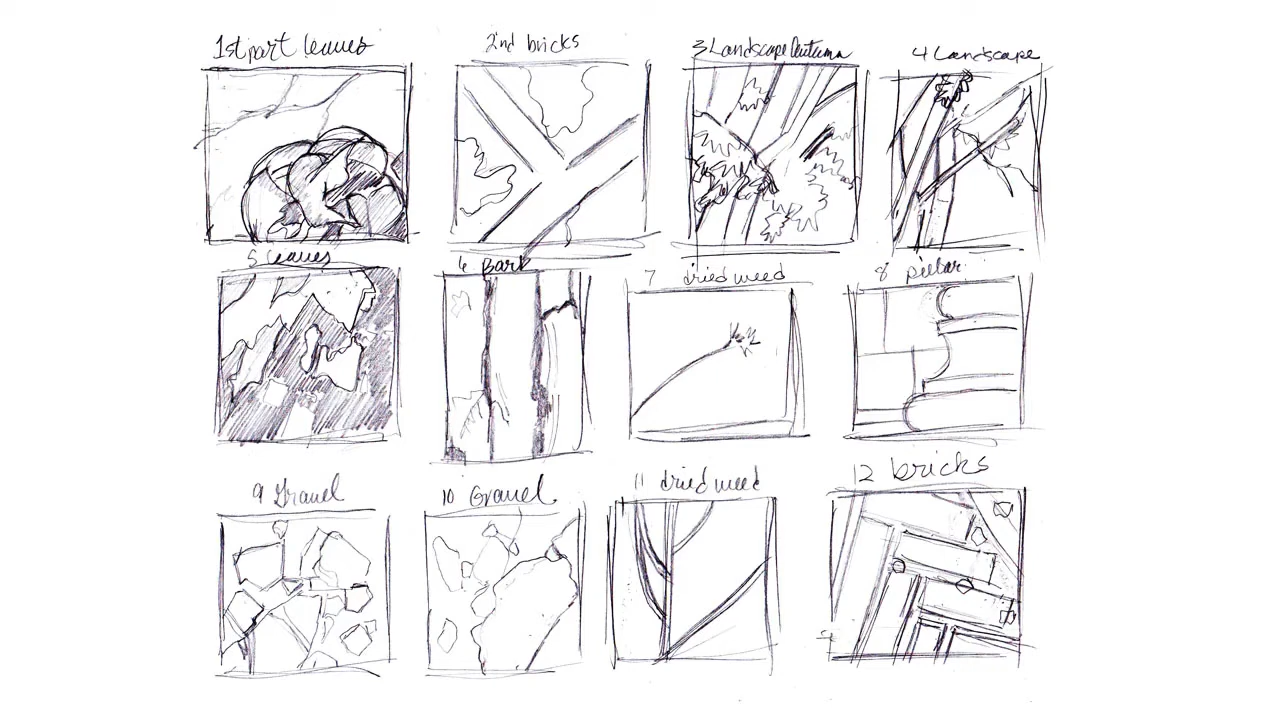 1st part leaves
2nd bricks
3 Landscape Autumn
4 Landscape
5 leaves
6 Bark
7 dried weed
8 pillar
9 Gravel
10 Gravel
11 dried weed
12 bricks